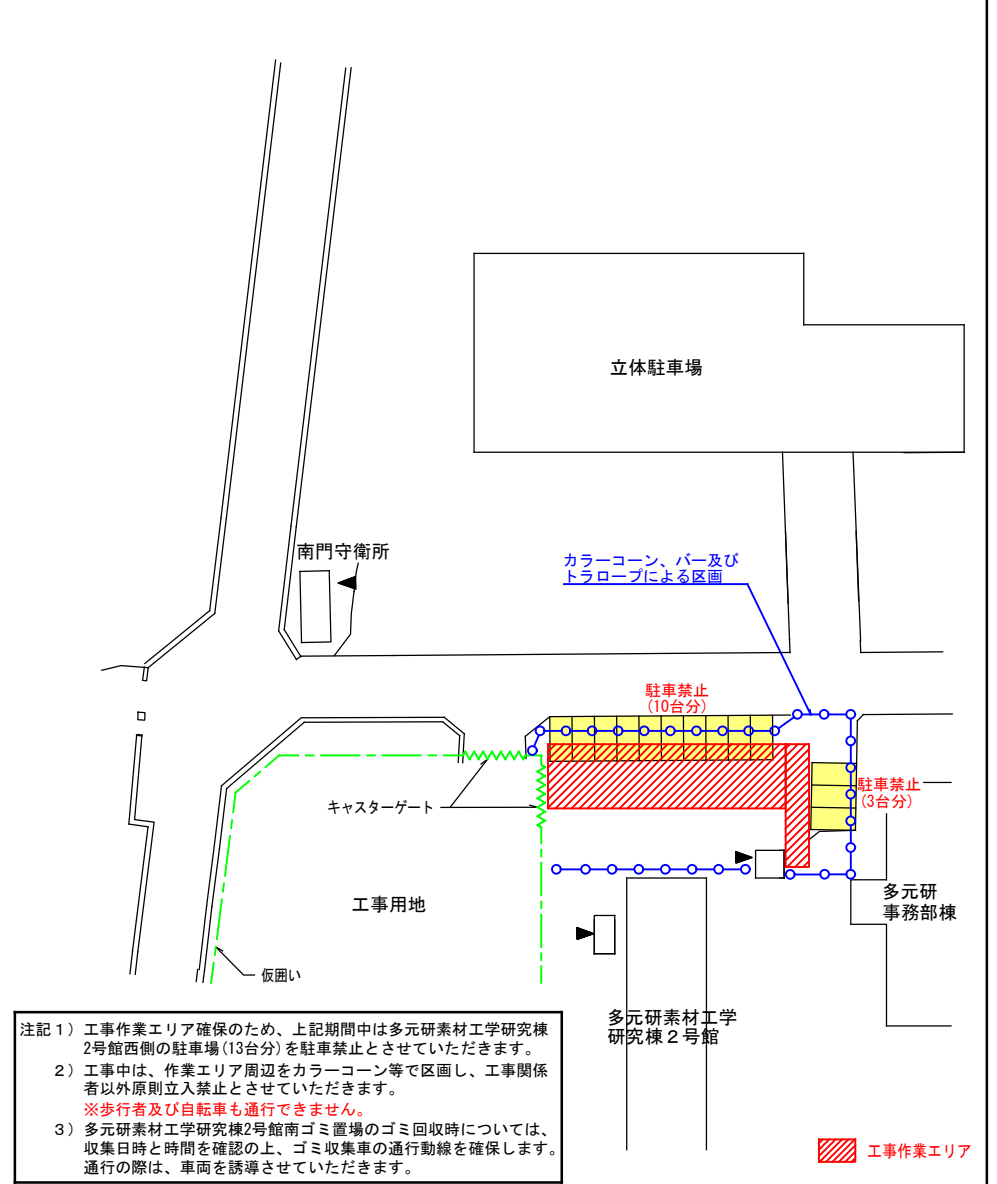 立体駐車場
南門守衛所
カラーコーン、バー及び
トラロープによる区画
駐車禁止
(10台分)
駐車禁止
(3台分)
キャスターゲート
工事用地
多元研
事務部棟
仮囲い
多元研素材工学
研究棟２号館
注記１）工事作業エリア確保のため、上記期間中は多元研素材工学研究棟
2号館西側の駐車場(13台分)を駐車禁止とさせていただきます。
２）工事中は、作業エリア周辺をカラーコーン等で区画し、工事関係
者以外原則立入禁止とさせていただきます。
※歩行者及び自転車も通行できません。
３）多元研素材工学研究棟2号館南ゴミ置場のゴミ回収時については、
収集日時と時間を確認の上、ゴミ収集車の通行動線を確保します。
通行の際は、車両を誘導させていただきます。
工事作業エリア